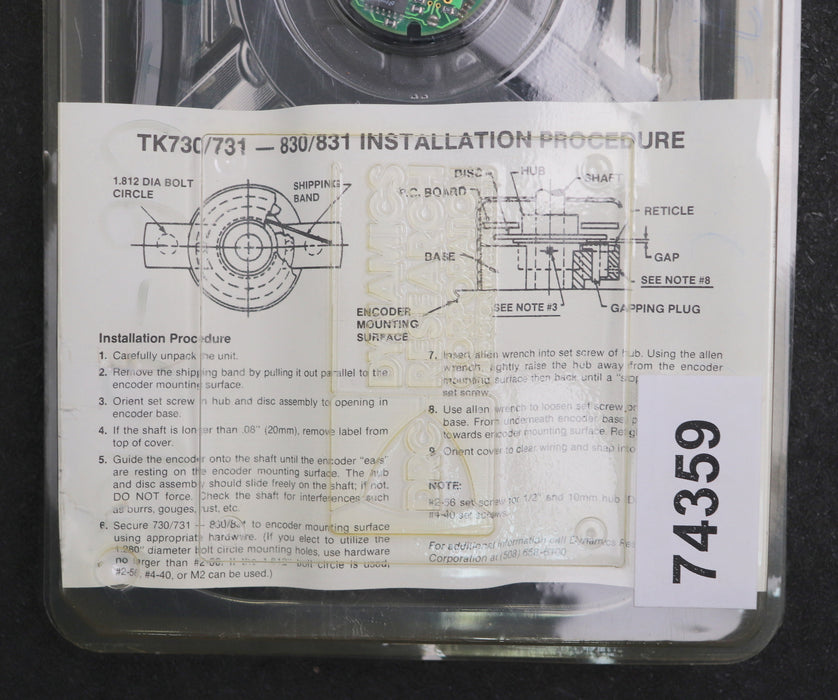 TK730/731 — 830/831 INSTALLATION PROCEDURE
1.812 DIA BOLT
CIRCLE
SHIPPING
BAND
DISC
HUB
SHAFT
P.C. BOARD
RETICLE
BASE
GAP
SEE NOTE #8
SEE NOTE #3
GAPPING PLUG
ENCODER
MOUNTING
SURFACE
DYNAMICS
RESEARCH
CORPORATION
DRC
Installation Procedure
1. Carefully unpack the unit.
2. Remove the shipping band by pulling it out parallel to the
encoder mounting surface.
3. Orient set screw in hub and disc assembly to opening in
encoder base.
4. If the shaft is longer than .08" (20mm), remove label from
top of cover.
5. Guide the encoder onto the shaft until the encoder "ears"
are resting on the encoder mounting surface. The hub
and disc assembly should slide freely on the shaft; if not,
DO NOT force. Check the shaft for interferences such
as burrs, gouges, rust, etc.
6. Secure 730/731 — 830/831 to encoder mounting surface
using appropriate hardware. (If you elect to utilize the
1.280" diameter bolt circle mounting holes, use hardware
no larger than #2-56. If the 1.812" bolt circle is used,
#2-56, #4-40, or M2 can be used.)
7. Insert allen wrench into set screw of hub. Using the allen
wrench, lightly raise the hub away from the encoder
mounting surface then back until a "stop
set screw.
8. Use allen wrench to loosen set screw
base. From underneath encoder base,
towards encoder mounting surface.
9. Orient cover to clear wiring and snap into
NOTE:
#2-56 set screw for 1/2" and 10mm hub
#4-40 set screws
For additional information call Dynamics Res
Corporation at (508) 658-6100
74359